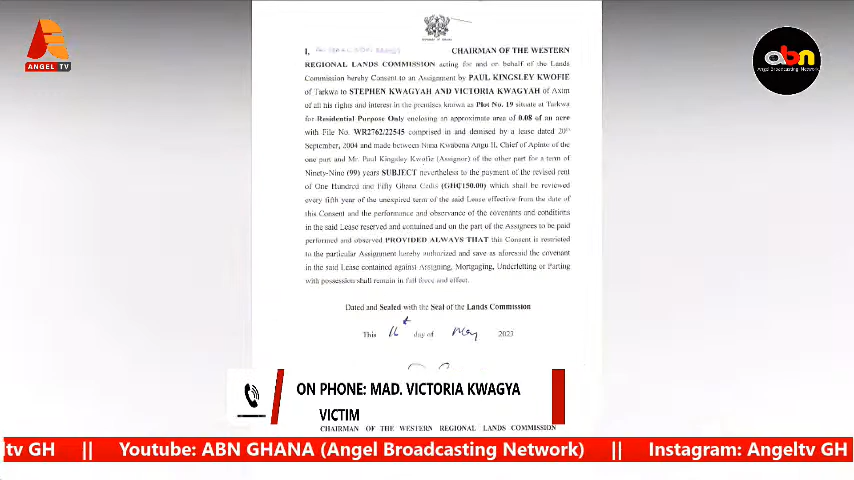 I,
CHAIRMAN OF THE WESTERN
REGIONAL LANDS COMMISSION acting for and on behalf of the Lands
Commission hereby Consent to an Assignment by PAUL KINGSLEY KWOFIE
of Tarkwa to STEPHEN KWAGYAH AND VICTORIA KWAGYAH of Axim
of all his rights and interest in the premises known as Plot No. 19 situate at Tarkwa
for Residential Purpose Only enclosing an approximate area of 0.08 of an acre
with File No. WR2762/22545 comprised in and demised by a lease dated 20th
September, 2004 and made between Nana Kwabena Angu II, Chief of Apinto of the
one part and Mr. Paul Kingsley Kwofie (Assignor) of the other part for a term of
Ninety-Nine (99) years SUBJECT nevertheless to the payment of the revised rent
of One Hundred and Fifty Ghana Cedis (GH₵150.00) which shall be reviewed
every fifth year of the unexpired term of the said Lease effective from the date of
this Consent and the performance and observance of the covenants and conditions
in the said Lease reserved and contained and on the part of the Assignees to be paid
performed and observed PROVIDED ALWAYS THAT this Consent is restricted
to the particular Assignment hereby authorized and save as aforesaid the covenant
in the said Lease contained against Assigning, Mortgaging, Underletting or Parting
with possession shall remain in full force and effect.
Dated and Sealed with the Seal of the Lands Commission
This 16th day of May 2023
CHAIRMAN OF THE WESTERN REGIONAL LANDS COMMISSION
ANGEL TV
abn
Angel Broadcasting Network
ON PHONE: MAD. VICTORIA KWAGYA
VICTIM
ltv GH || Youtube: ABN GHANA (Angel Broadcasting Network) || Instagram: Angeltv GH